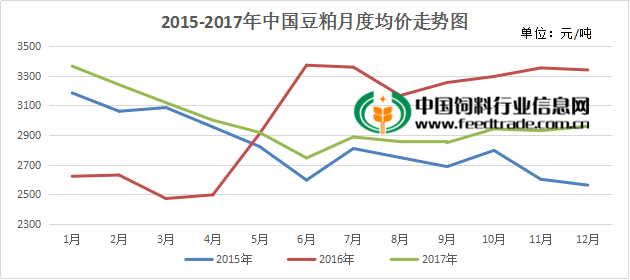 2015-2017年中国豆粕月度均价走势图
单位：元/吨
3500
3300
3100
2900
2700
2500
2300
中国饲料行业信息网
www.feedtrade.com.cn
1月 2月 3月 4月 5月 6月 7月 8月 9月 10月 11月 12月
2015年 2016年 2017年